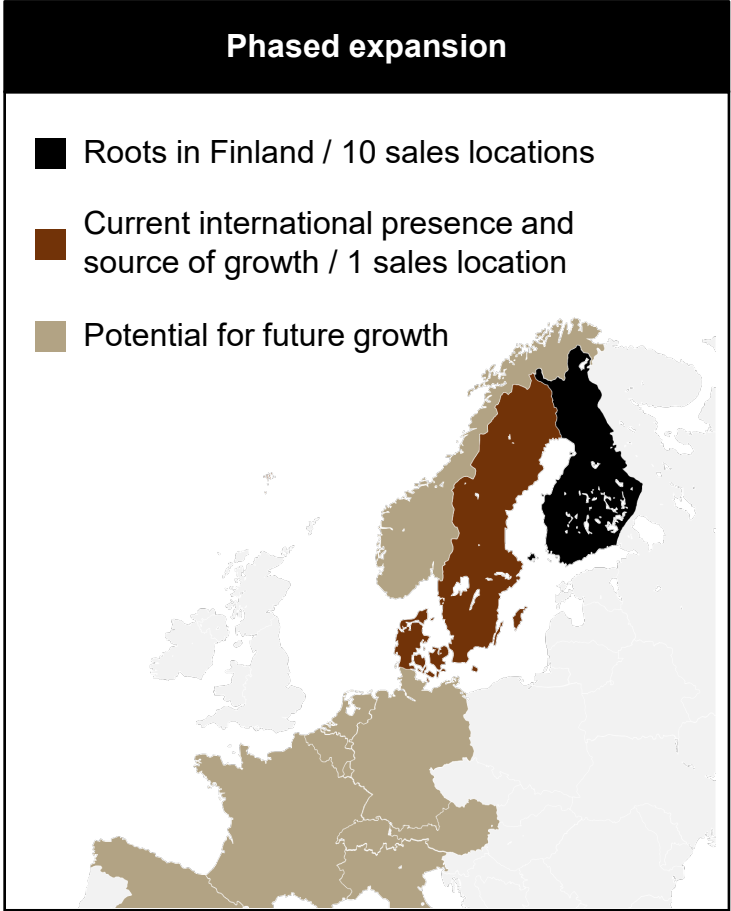 Phased expansion
Roots in Finland / 10 sales locations
Current international presence and
source of growth / 1 sales location
Potential for future growth